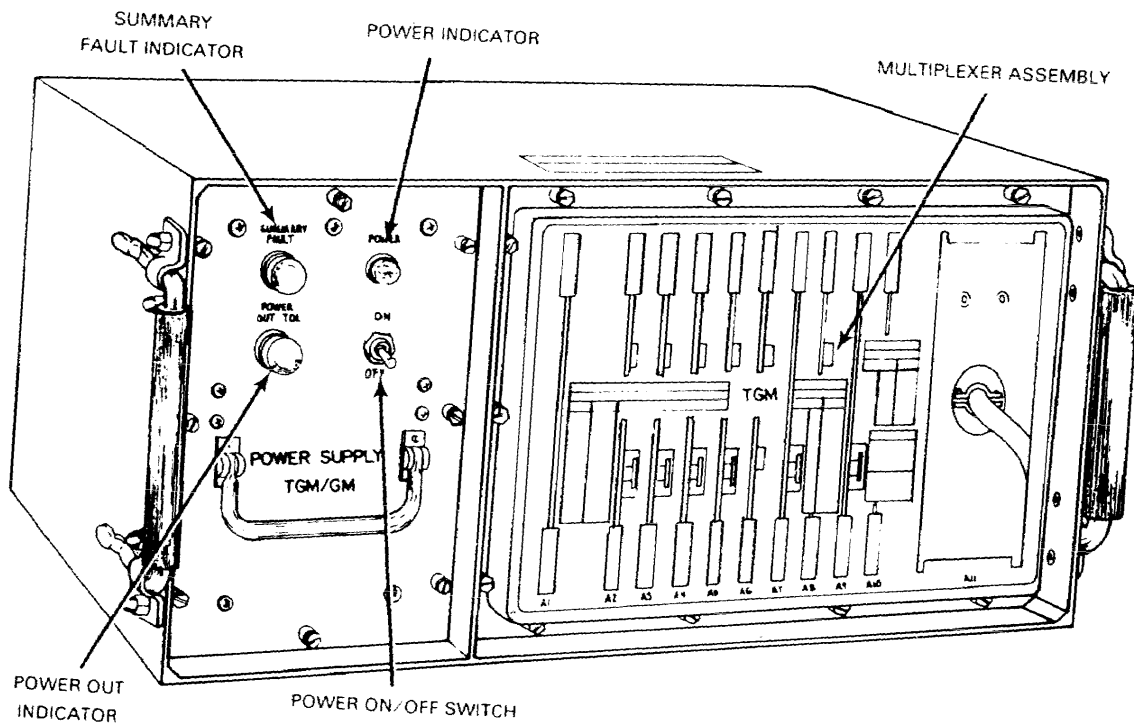 SUMMARY
FAULT INDICATOR
POWER INDICATOR
MULTIPLEXER ASSEMBLY
SUMMARY
FAULT
POWER
POWER
OUT TOL
ON
OFF
TGM
POWER SUPPLY
TGM/GM
A1
A2
A3
A4
A5
A6
A7
A8
A9
A10
A11
POWER OUT
INDICATOR
POWER ON/OFF SWITCH